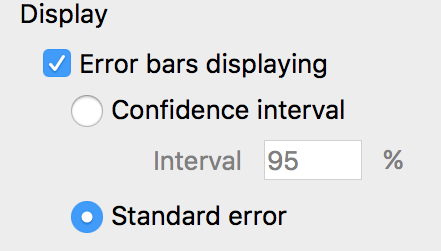 Display
Error bars displaying
Confidence interval
Interval 95 %
Standard error